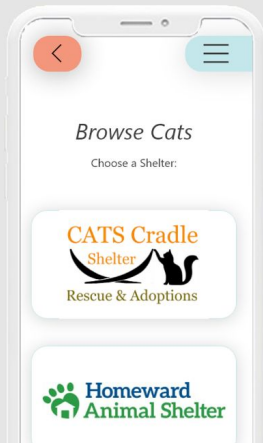 Browse Cats
Choose a Shelter:
CATS Cradle
Shelter
Rescue & Adoptions
Homeward
Animal Shelter